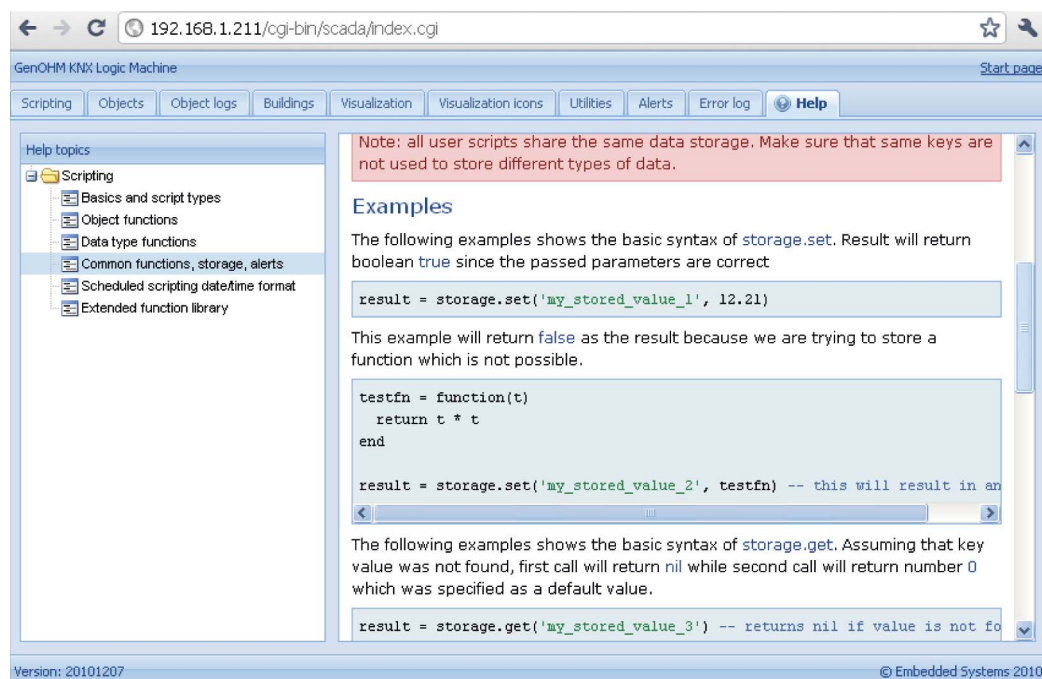 192.168.1.211/cgi-bin/scada/index.cgi
GenOHM KNX Logic Machine
Start page
Scripting
Objects
Object logs
Buildings
Visualization
Visualization icons
Utilities
Alerts
Error log
Help
Help topics
Scripting
Basics and script types
Object functions
Data type functions
Common functions, storage, alerts
Scheduled scripting date/time format
Extended function library
Note: all user scripts share the same data storage. Make sure that same keys are
not used to store different types of data.
Examples
The following examples shows the basic syntax of storage.set. Result will return
boolean true since the passed parameters are correct
result = storage.set('my_stored_value_1', 12.21)
This example will return false as the result because we are trying to store a
function which is not possible.
testfn = function(t)
return t * t
end
result = storage.set('my_stored_value_2', testfn) -- this will result in an
The following examples shows the basic syntax of storage.get. Assuming that key
value was not found, first call will return nil while second call will return number 0
which was specified as a default value.
result = storage.get('my_stored_value_3') -- returns nil if value is not fo
Version: 20101207
© Embedded Systems 2010